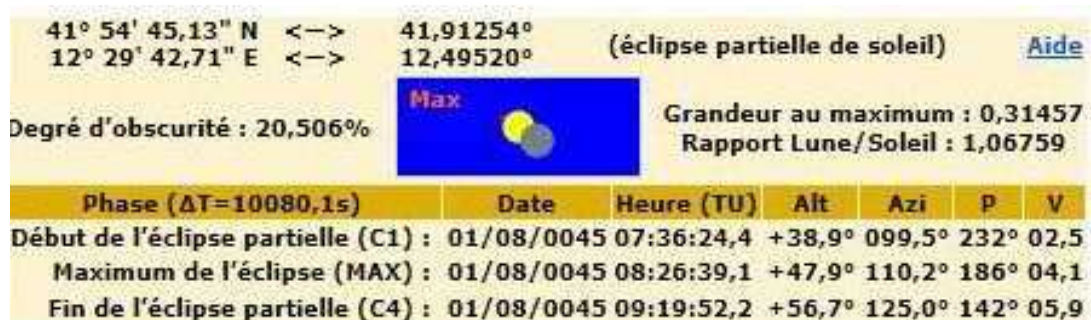 41° 54' 45,13" N <—> 41,91254°
12° 29' 42,71" E <—> 12,49520°
(éclipse partielle de soleil) Aide
Degré d'obscurité : 20,506%
Max
Grandeur au maximum : 0,31457
Rapport Lune/Soleil : 1,06759
Phase (ΔT=10080,1s) Date Heure (TU) Alt Azi P V
Début de l'éclipse partielle (C1) : 01/08/0045 07:36:24,4 +38,9° 099,5° 232° 02,5
Maximum de l'éclipse (MAX) : 01/08/0045 08:26:39,1 +47,9° 110,2° 186° 04,1
Fin de l'éclipse partielle (C4) : 01/08/0045 09:19:52,2 +56,7° 125,0° 142° 05,9